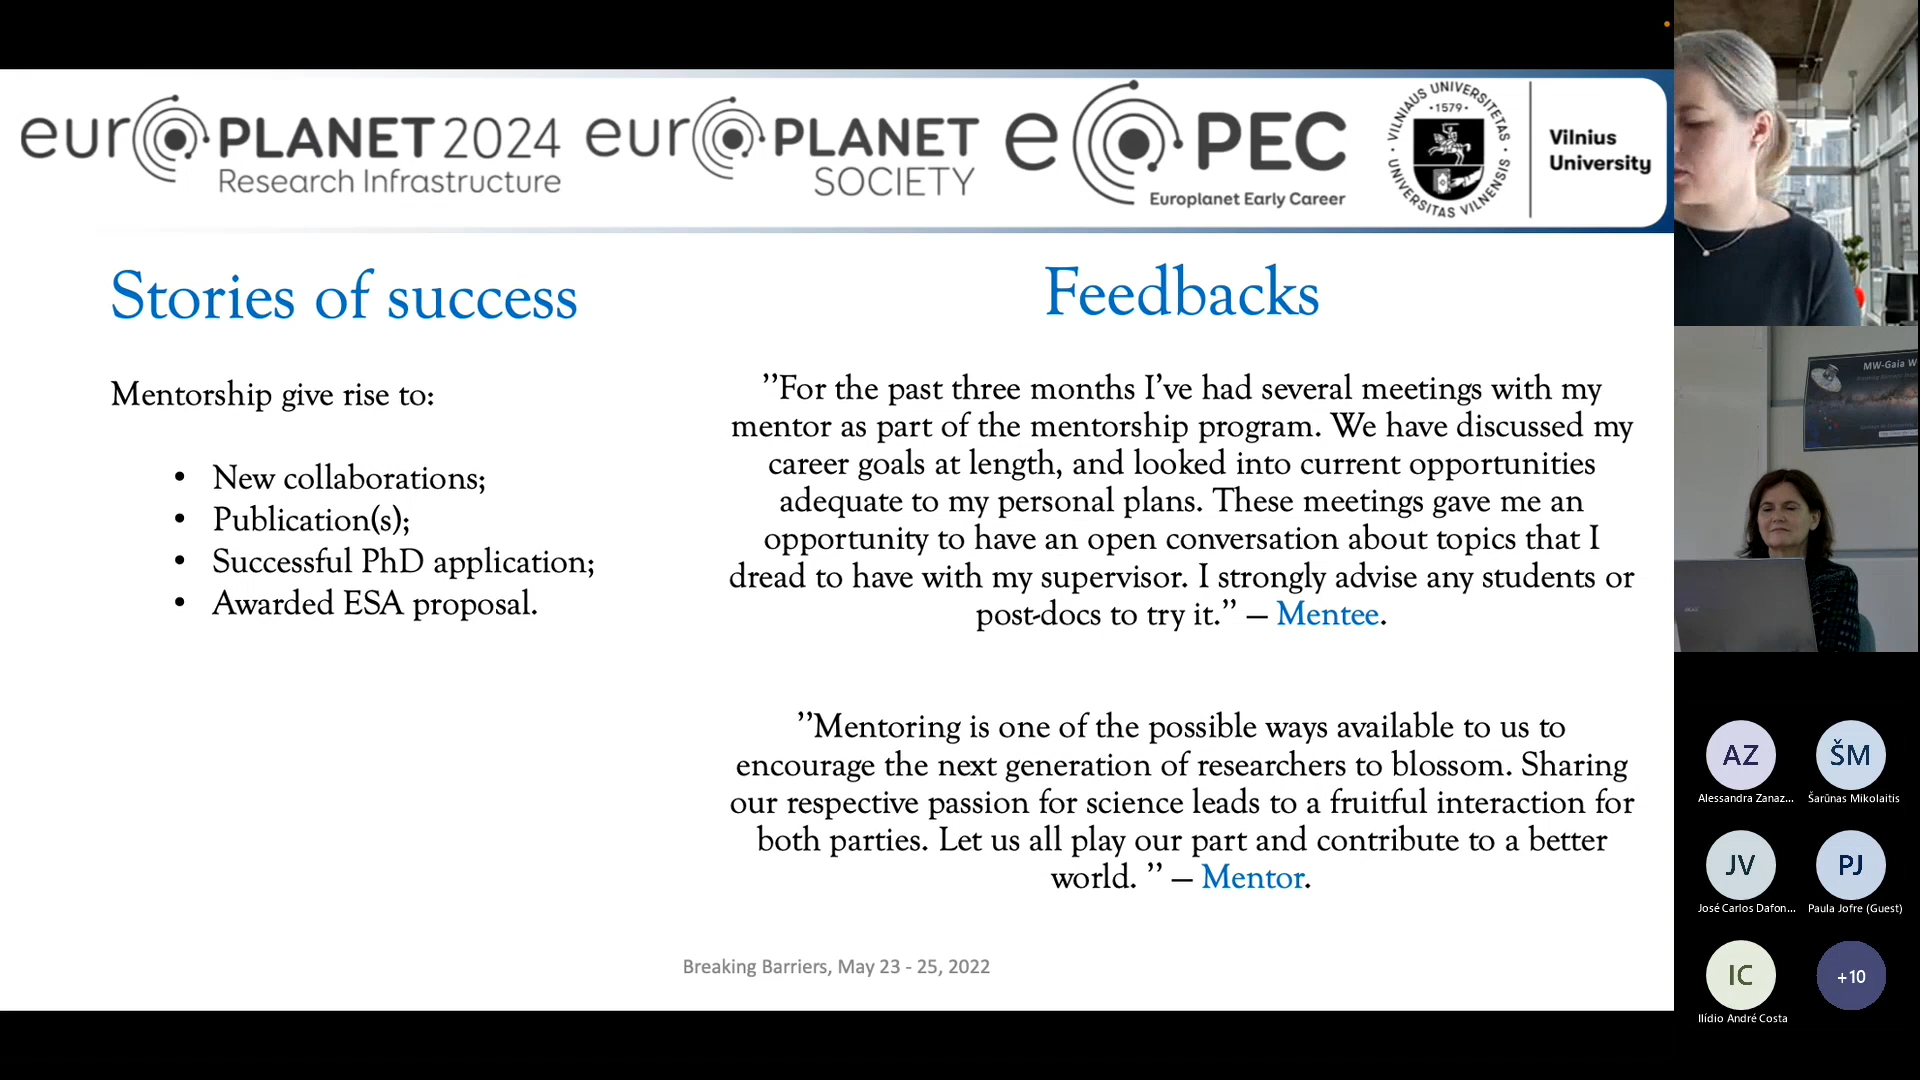 europlanet 2024
Research Infrastructure
europlanet
SOCIETY
e PEC
Europlanet Early Career
VILNIAUS UNIVERSITETAS
·1579·
UNIVERSITAS VILNENSIS
Vilnius
University
Stories of success
Mentorship give rise to:
• New collaborations;
• Publication(s);
• Successful PhD application;
• Awarded ESA proposal.
Feedbacks
”For the past three months I’ve had several meetings with my
mentor as part of the mentorship program. We have discussed my
career goals at length, and looked into current opportunities
adequate to my personal plans. These meetings gave me an
opportunity to have an open conversation about topics that I
dread to have with my supervisor. I strongly advise any students or
post-docs to try it.” – Mentee.
”Mentoring is one of the possible ways available to us to
encourage the next generation of researchers to blossom. Sharing
our respective passion for science leads to a fruitful interaction for
both parties. Let us all play our part and contribute to a better
world. ” – Mentor.
Breaking Barriers, May 23 - 25, 2022
MW-Gaia W
AZ
Alessandra Zanaz...
ŠM
Šarūnas Mikolaitis
JV
José Carlos Dafon...
PJ
Paula Jofre (Guest)
IC
Ilídio André Costa
+10